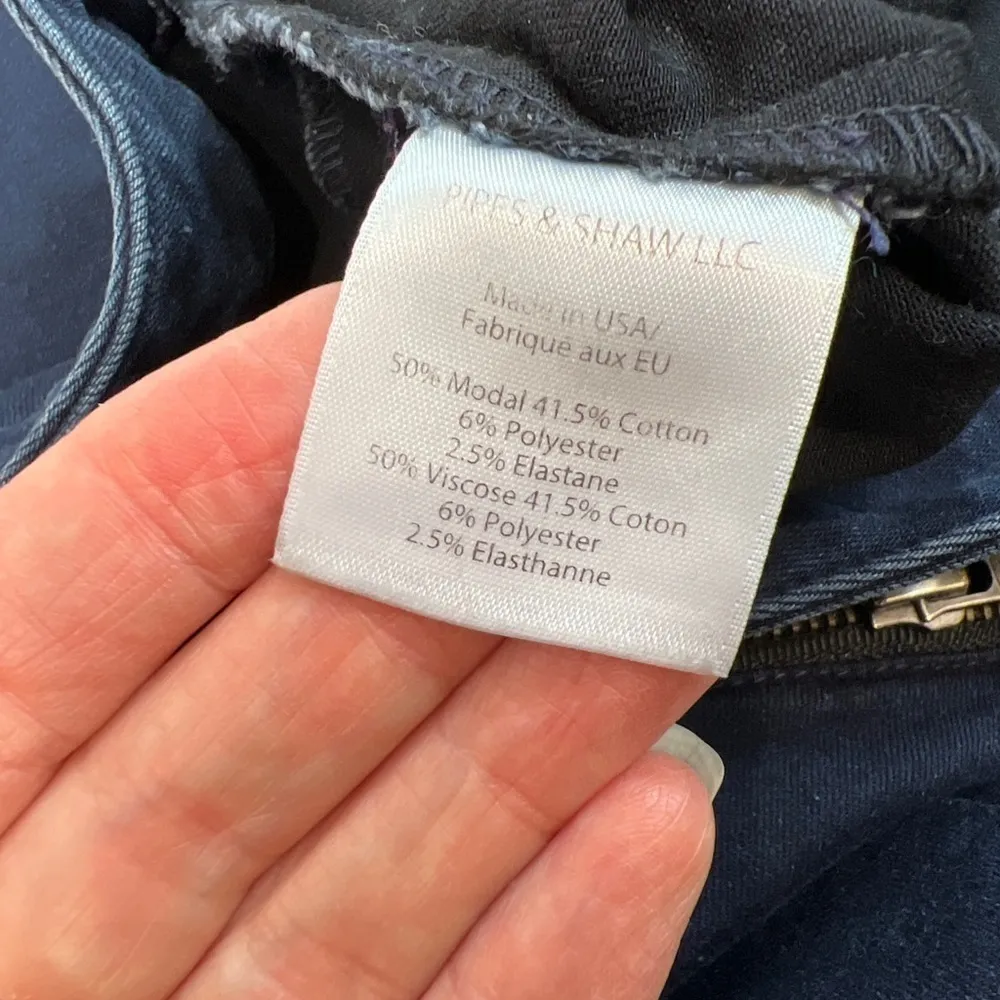 PIPES & SHAW LLC
Made in USA/
Fabrique aux EU
50% Modal 41.5% Cotton
6% Polyester
2.5% Elastane
50% Viscose 41.5% Coton
6% Polyester
2.5% Elasthanne